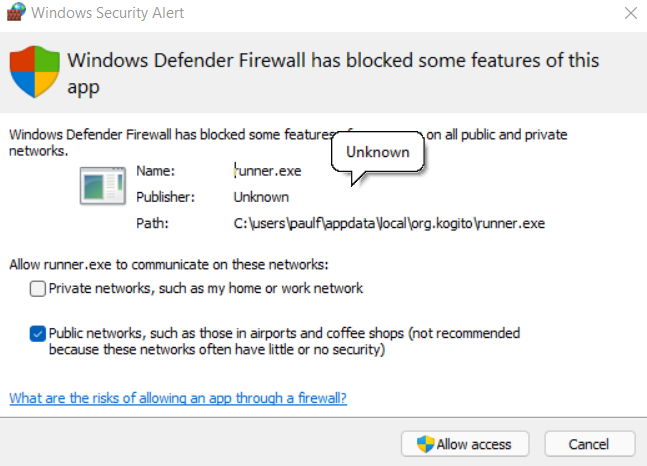 Windows Security Alert
Windows Defender Firewall has blocked some features of this
app
Windows Defender Firewall has blocked some features on all public and private
networks.
Unknown
Name: runner.exe
Publisher: Unknown
Path: C:\users\paulf\appdata\local\org.kogito\runner.exe
Allow runner.exe to communicate on these networks:
Private networks, such as my home or work network
Public networks, such as those in airports and coffee shops (not recommended
because these networks often have little or no security)
What are the risks of allowing an app through a firewall?
Allow access
Cancel